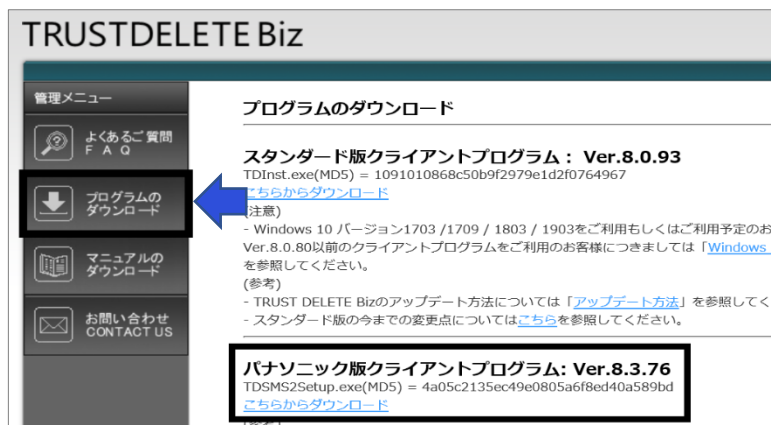 TRUSTDELETE Biz
管理メニュー
よくあるご質問
F A Q
プログラムの
ダウンロード
マニュアルの
ダウンロード
お問い合わせ
CONTACT US
プログラムのダウンロード
スタンダード版クライアントプログラム： Ver.8.0.93
TDInst.exe(MD5) = 1091010868c50b9f2979e1d2f0764967
こちらからダウンロード
(注意)
- Windows 10 バージョン1703 /1709 / 1803 / 1903をご利用もしくはご利用予定のお
Ver.8.0.80以前のクライアントプログラムをご利用のお客様につきましては「Windows
を参照してください。
(参考)
- TRUST DELETE Bizのアップデート方法については「アップデート方法」を参照してく
- スタンダード版の今までの変更点についてはこちらを参照してください。
パナソニック版クライアントプログラム: Ver.8.3.76
TDSMS2Setup.exe(MD5) = 4a05c2135ec49e0805a6f8ed40a589bd
こちらからダウンロード